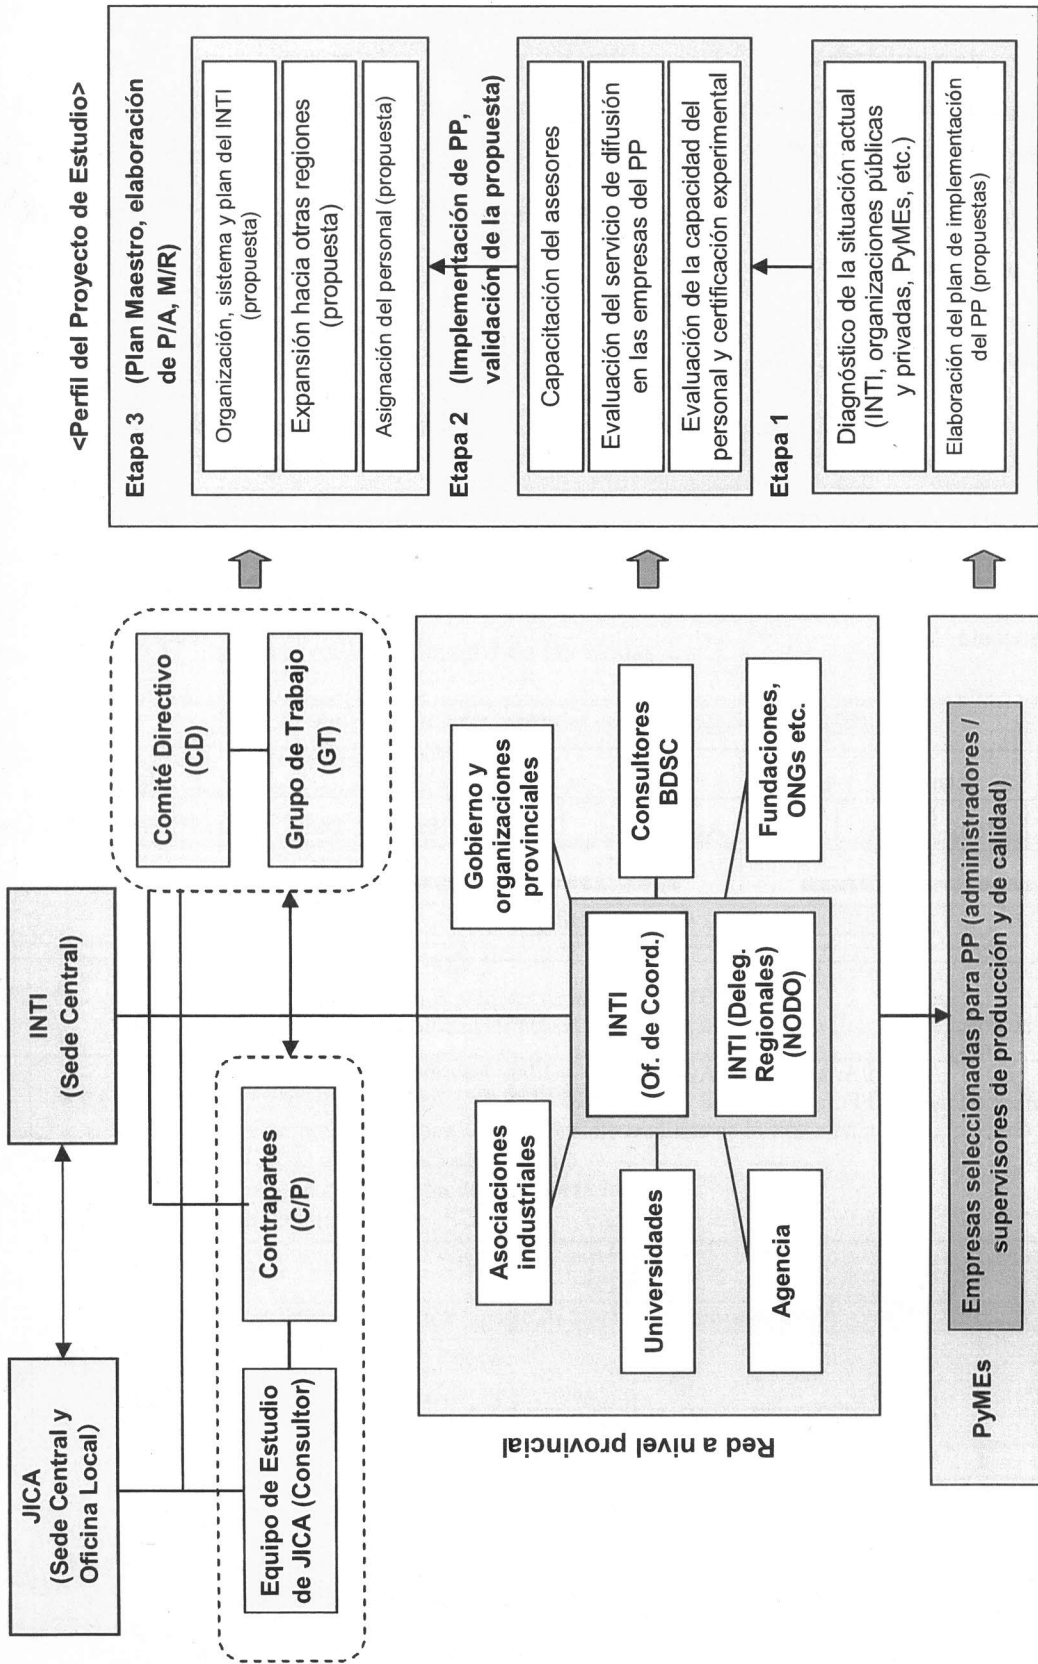 JICA
(Sede Central y
Oficina Local)
INTI
(Sede Central)
Equipo de Estudio
de JICA (Consultor)
Contrapartes
(C/P)
Comité Directivo
(CD)
Grupo de Trabajo
(GT)
Red a nivel provincial
Asociaciones
industriales
Universidades
Agencia
INTI
(Of. de Coord.)
INTI (Deleg.
Regionales)
(NODO)
Gobierno y
organizaciones
provinciales
Consultores
BDSC
Fundaciones,
ONGs etc.
PyMEs
Empresas seleccionadas para PP (administradores /
supervisores de producción y de calidad)
<Perfil del Proyecto de Estudio>
Etapa 3 (Plan Maestro, elaboración
de P/A, M/R)
Organización, sistema y plan del INTI
(propuesta)
Expansión hacia otras regiones
(propuesta)
Asignación del personal (propuesta)
Etapa 2 (Implementación de PP,
validación de la propuesta)
Capacitación del asesores
Evaluación del servicio de difusión
en las empresas del PP
Evaluación de la capacidad del
personal y certificación experimental
Etapa 1
Diagnóstico de la situación actual
(INTI, organizaciones públicas
y privadas, PyMEs, etc.)
Elaboración del plan de implementación
del PP (propuestas)